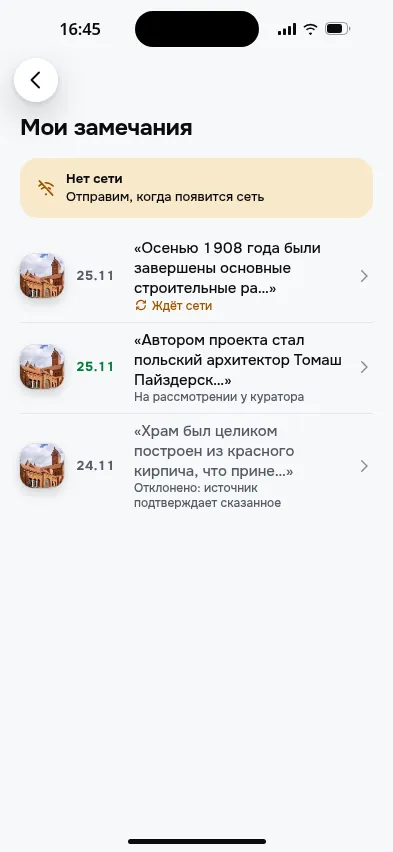 16:45
Мои замечания
Нет сети
Отправим, когда появится сеть
25.11
«Осенью 1908 года были
завершены основные
строительные ра...»
Ждёт сети
25.11
«Автором проекта стал
польский архитектор Томаш
Пайздерск...»
На рассмотрении у куратора
24.11
«Храм был целиком
построен из красного
кирпича, что прине...»
Отклонено: источник
подтверждает сказанное